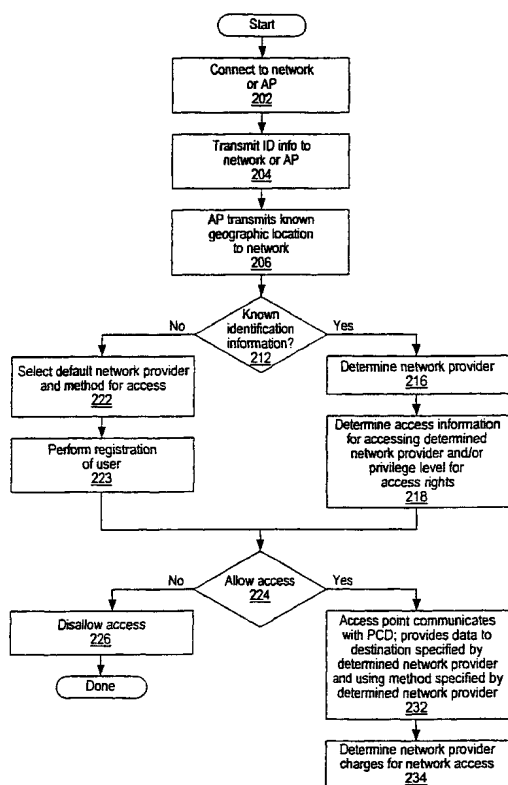 Start
Connect to network
or AP
202
Transmit ID info to
network or AP
204
AP transmits known
geographic location
to network
206
Known
identification
information?
212
No
Yes
Select default network provider
and method for access
222
Perform registration
of user
223
Determine network provider
216
Determine access information
for accessing determined
network provider and/or
privilege level for
access rights
218
Allow access
224
No
Yes
Disallow access
226
Done
Access point communicates
with PCD; provides data to
destination specified by
determined network provider
and using method specified by
determined network provider
232
Determine network provider
charges for network access
234